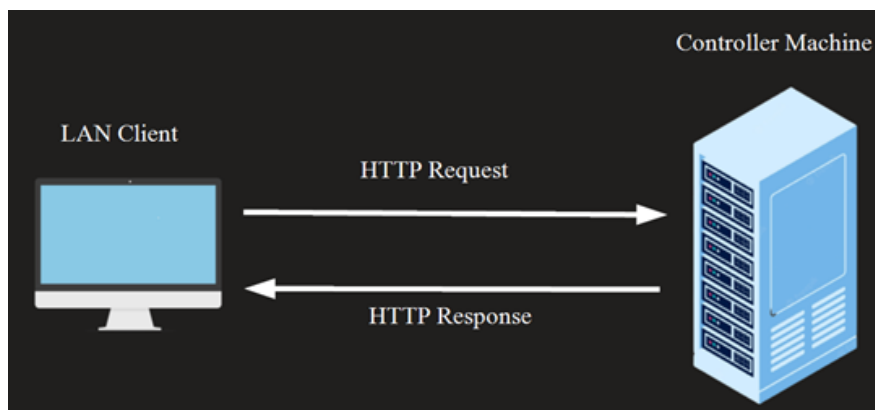 Controller Machine
LAN Client
HTTP Request
HTTP Response